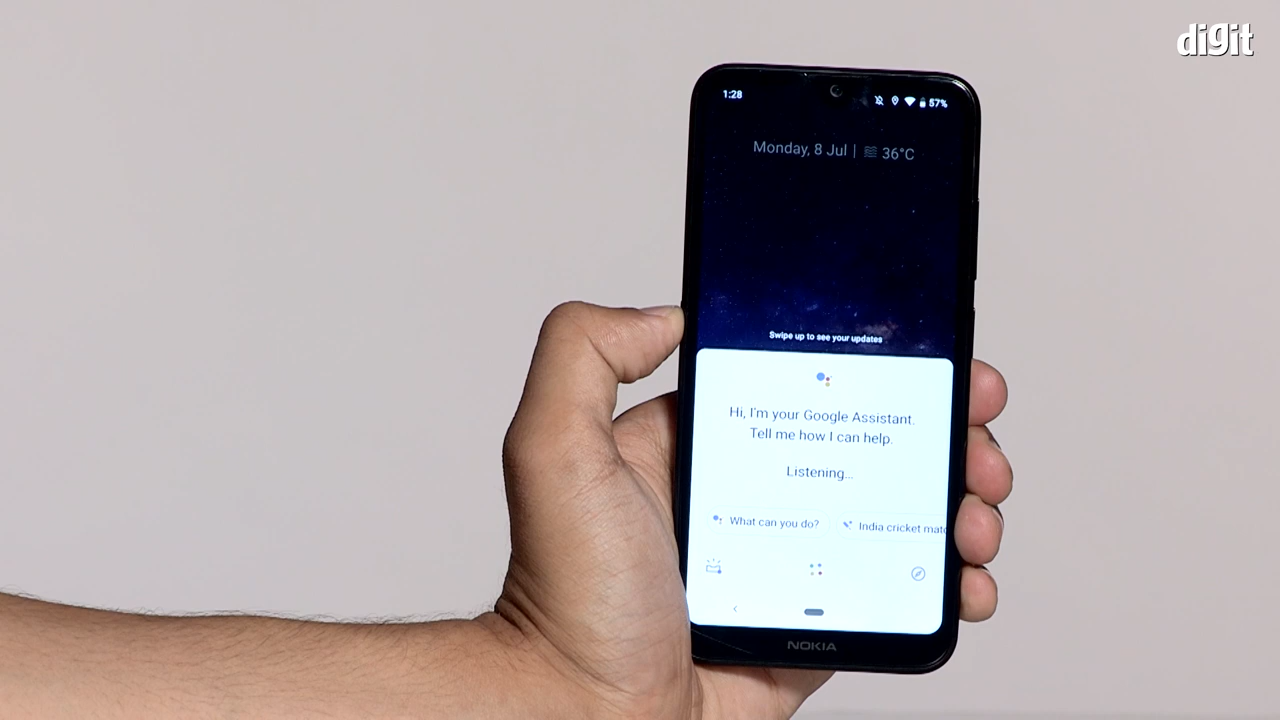 digit
1:28
57%
Monday, 8 Jul | 36°C
Swipe up to see your updates
Hi, I'm your Google Assistant.
Tell me how I can help.
Listening...
What can you do?
India cricket matc
NOKIA